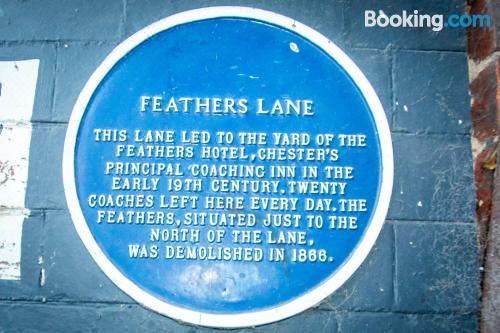 Booking.com
FEATHERS LANE
THIS LANE LED TO THE YARD OF THE
FEATHERS HOTEL, CHESTER'S
PRINCIPAL COACHING INN IN THE
EARLY 19TH CENTURY. TWENTY
COACHES LEFT HERE EVERY DAY. THE
FEATHERS, SITUATED JUST TO THE
NORTH OF THE LANE,
WAS DEMOLISHED IN 1866.